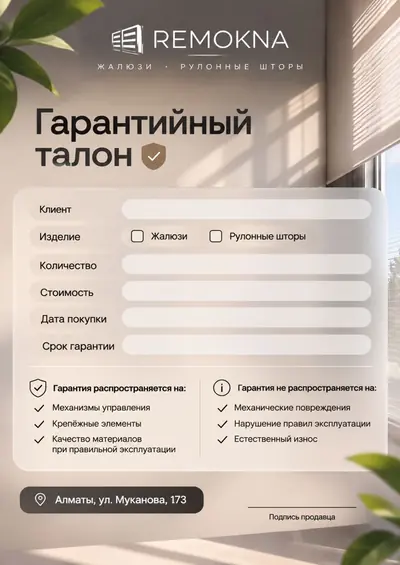 REMOKNA
ЖАЛЮЗИ · РУЛОННЫЕ ШТОРЫ
Гарантийный
талон
Клиент
Изделие Жалюзи Рулонные шторы
Количество
Стоимость
Дата покупки
Срок гарантии
Гарантия распространяется на:
Механизмы управления
Крепёжные элементы
Качество материалов
при правильной эксплуатации
Гарантия не распространяется на:
Механические повреждения
Нарушение правил эксплуатации
Естественный износ
Алматы, ул. Муканова, 173
Подпись продавца